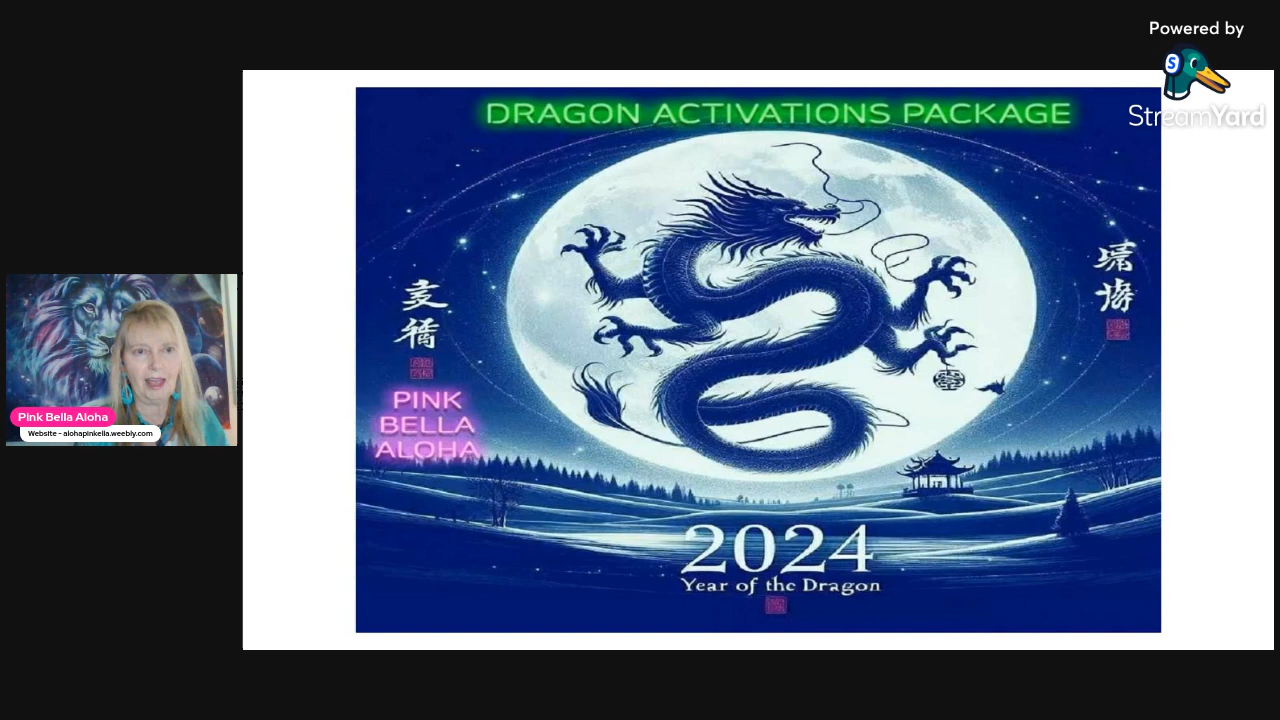 Powered by
StreamYard
DRAGON ACTIVATIONS PACKAGE
PINK
BELLA
ALOHA
2024
Year of the Dragon
Pink Bella Aloha
Website - alohapinkella.weebly.com